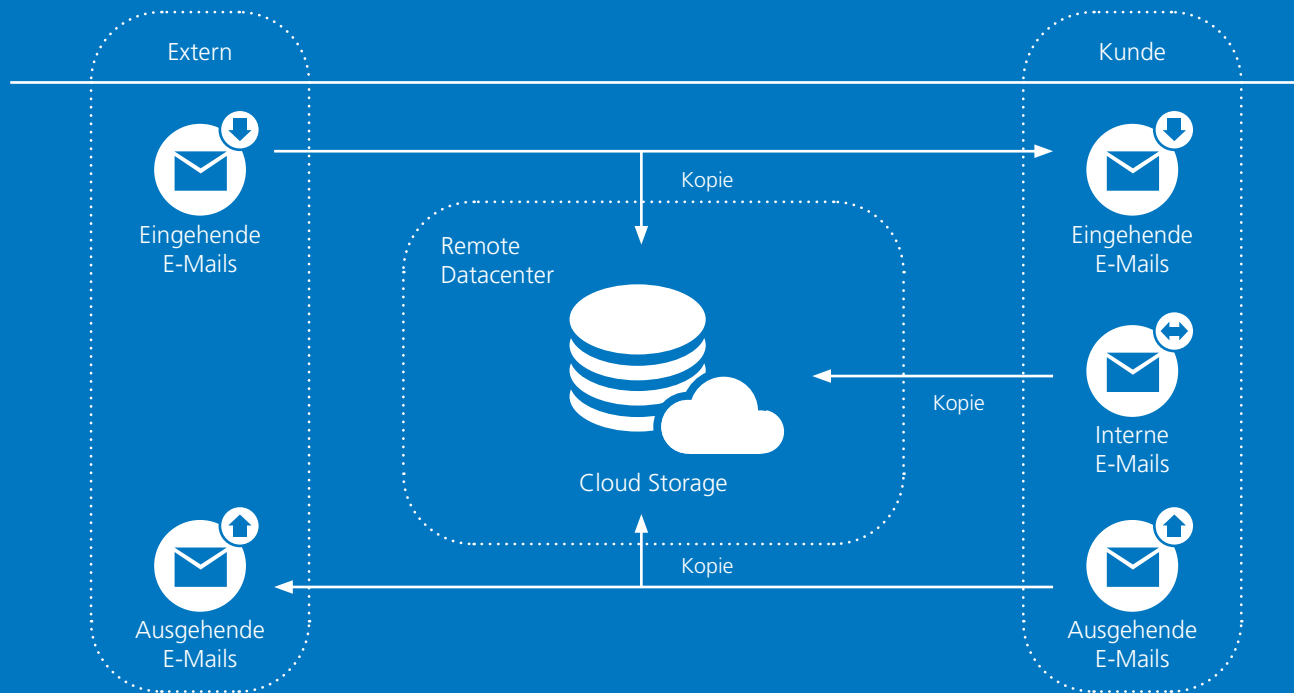 Extern
Kunde
Kopie
Eingehende
E-Mails
Remote
Datacenter
Eingehende
E-Mails
Kopie
Interne
E-Mails
Cloud Storage
Kopie
Ausgehende
E-Mails
Ausgehende
E-Mails